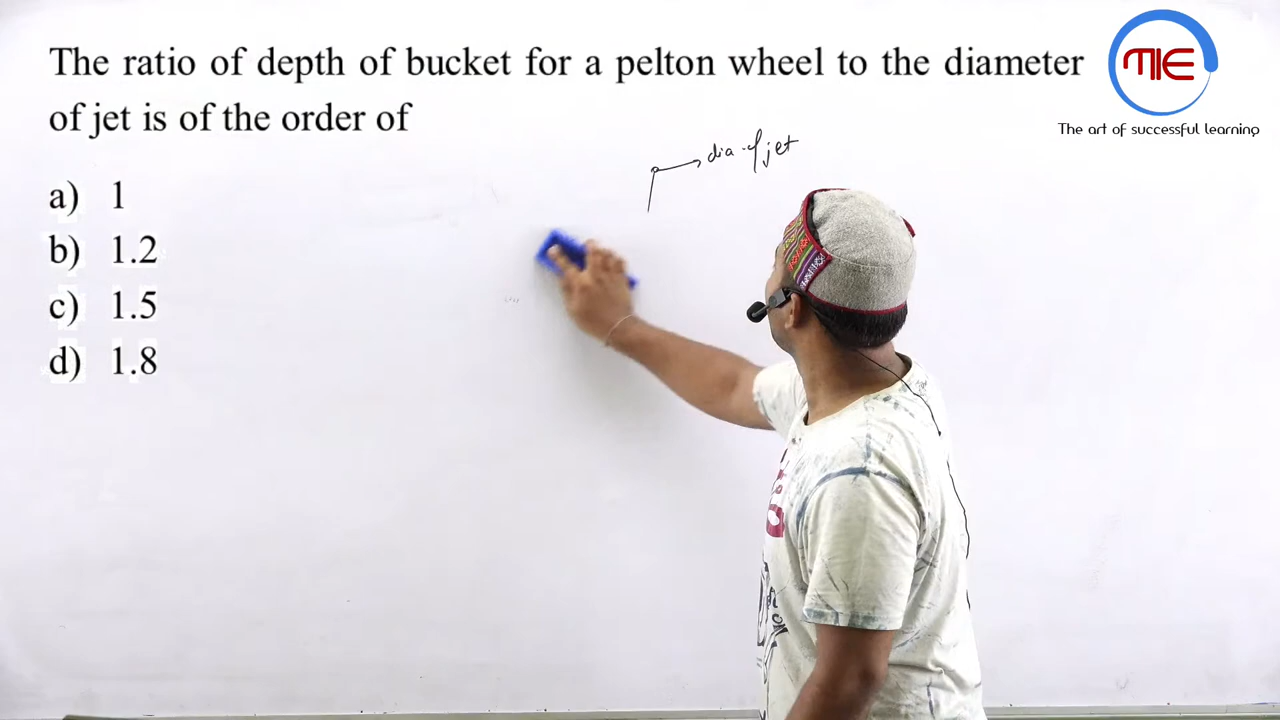 The ratio of depth of bucket for a pelton wheel to the diameter
of jet is of the order of
a) 1
b) 1.2
c) 1.5
d) 1.8
dia of jet
MIE
The art of successful learning